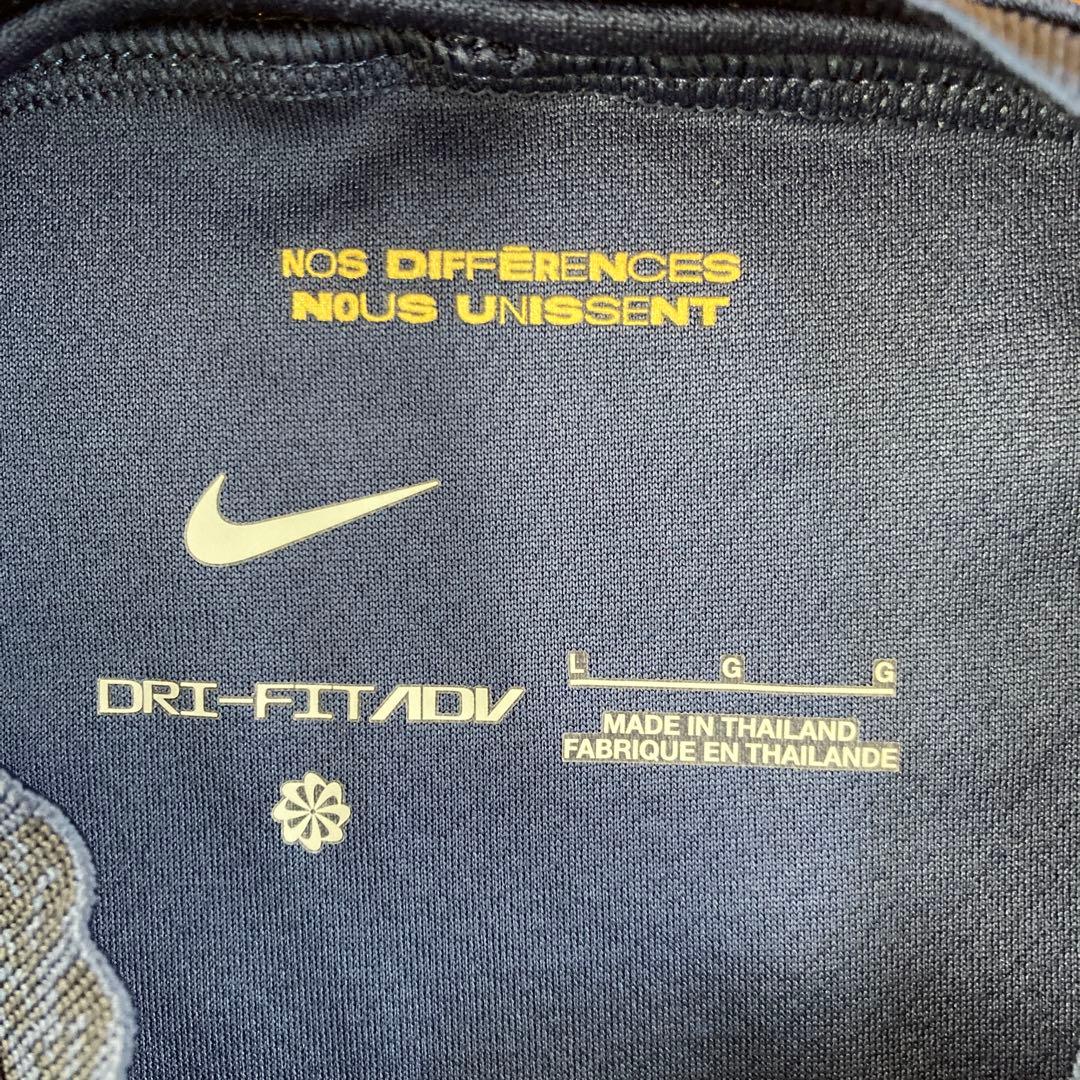 NOS DIFFÉRENCES
NOUS UNISSENT
DRI-FIT ADV
L G G
MADE IN THAILAND
FABRIQUE EN THAILANDE